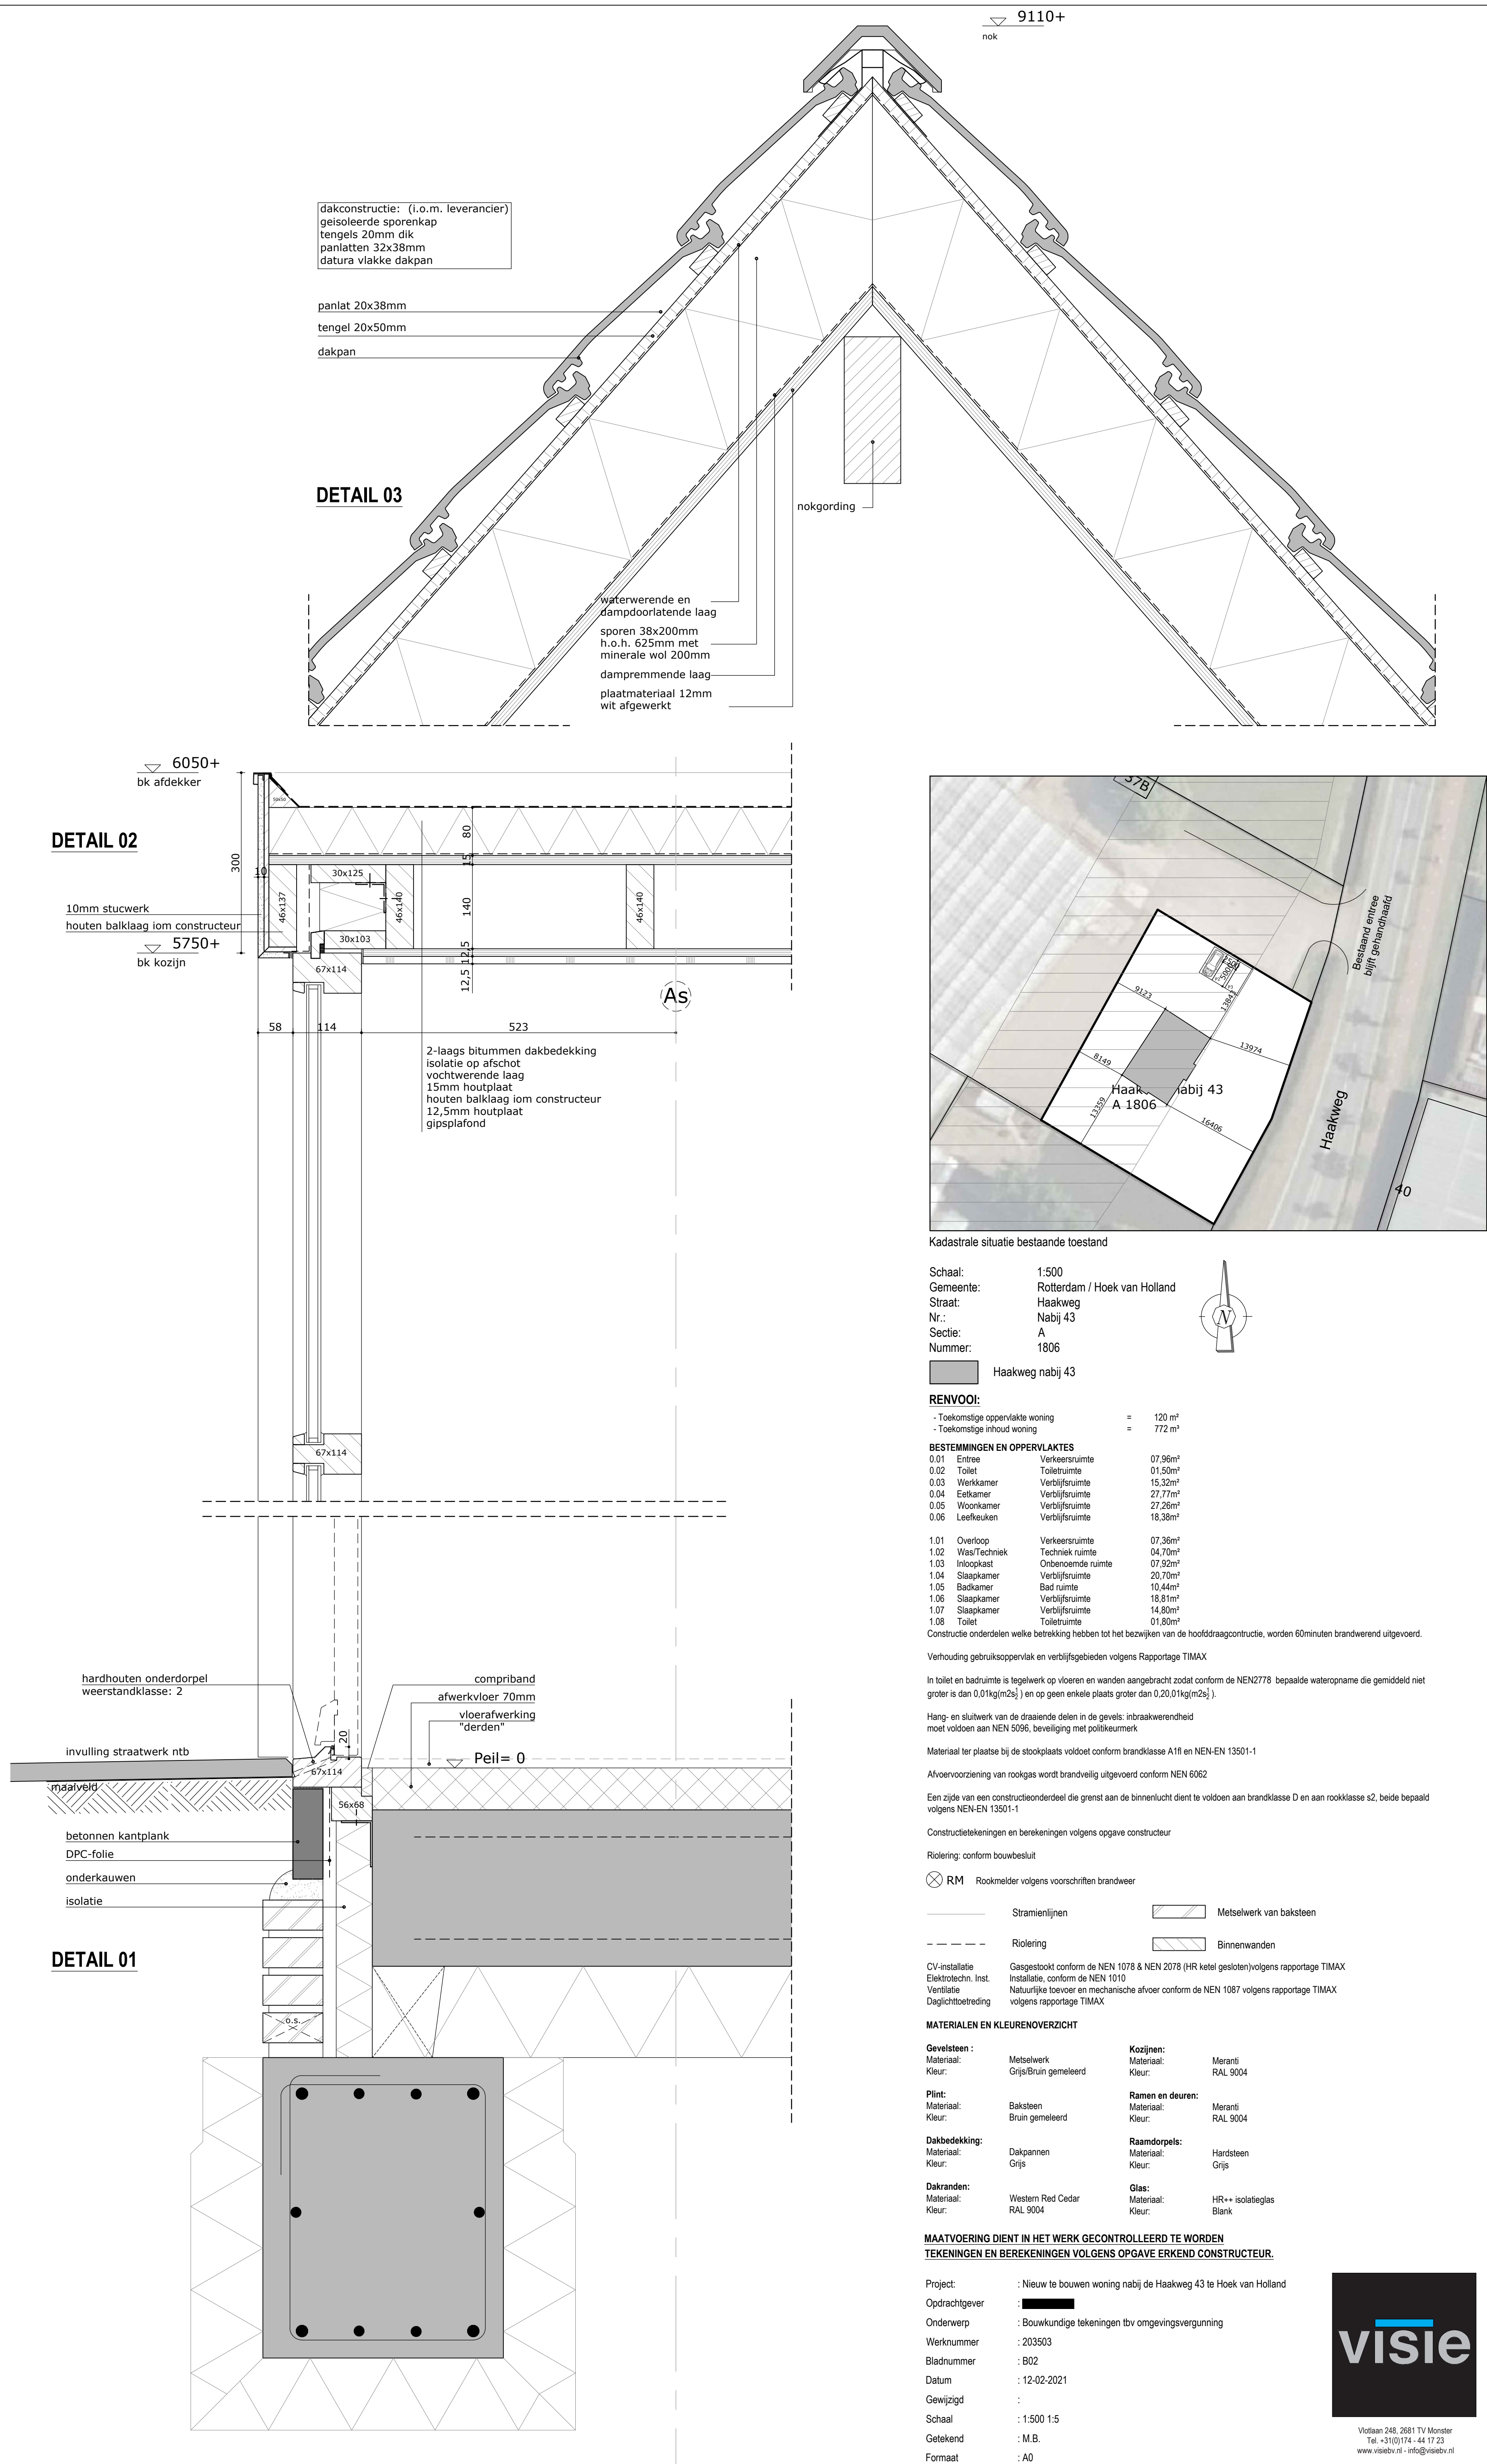 9110+
nok
dakconstructie: (i.o.m. leverancier)
geisoleerde sporenkap
tengels 20mm dik
panlatten 32x38mm
datura vlakke dakpan
panlat 20x38mm
tengel 20x50mm
dakpan
DETAIL 03
nokgording
waterwerende en
dampdoorlatende laag
sporen 38x200mm
h.o.h. 625mm met
minerale wol 200mm
dampremmende laag
plaatmateriaal 12mm
wit afgewerkt
6050+
bk afdekker
DETAIL 02
300
10
50x50
80
15
140
12,5
12,5
30x125
46x137
46x140
46x140
30x103
67x114
10mm stucwerk
houten balklaag iom constructeur
5750+
bk kozijn
As
58
114
523
2-laags bitummen dakbedekking
isolatie op afschot
vochtwerende laag
15mm houtplaat
houten balklaag iom constructeur
12,5mm houtplaat
gipsplafond
67x114
hardhouten onderdorpel
weerstandklasse: 2
compriband
afwerkvloer 70mm
vloerafwerking
"derden"
20
Peil= 0
invulling straatwerk ntb
maaiveld
67x114
56x68
betonnen kantplank
DPC-folie
onderkauwen
isolatie
DETAIL 01
o.s.
37B
Bestaand entree
blijft gehandhaafd
9123
13974
8149
13359
16406
Haakweg nabij 43
A 1806
Haakweg
40
Kadastrale situatie bestaande toestand
Schaal: 1:500
Gemeente: Rotterdam / Hoek van Holland
Straat: Haakweg
Nr.: Nabij 43
Sectie: A
Nummer: 1806
N
Haakweg nabij 43
RENVOOI:
- Toekomstige oppervlakte woning = 120 m²
- Toekomstige inhoud woning = 772 m³
BESTEMMINGEN EN OPPERVLAKTES
0.01 Entree Verkeersruimte 07,96m²
0.02 Toilet Toiletruimte 01,50m²
0.03 Werkkamer Verblijfsruimte 15,32m²
0.04 Eetkamer Verblijfsruimte 27,77m²
0.05 Woonkamer Verblijfsruimte 27,26m²
0.06 Leefkeuken Verblijfsruimte 18,38m²
1.01 Overloop Verkeersruimte 07,36m²
1.02 Was/Techniek Techniek ruimte 04,70m²
1.03 Inloopkast Onbenoemde ruimte 07,92m²
1.04 Slaapkamer Verblijfsruimte 20,70m²
1.05 Badkamer Bad ruimte 10,44m²
1.06 Slaapkamer Verblijfsruimte 18,81m²
1.07 Slaapkamer Verblijfsruimte 14,80m²
1.08 Toilet Toiletruimte 01,80m²
Constructie onderdelen welke betrekking hebben tot het bezwijken van de hoofddraagcontructie, worden 60minuten brandwerend uitgevoerd.
Verhouding gebruiksoppervlak en verblijfsgebieden volgens Rapportage TIMAX
In toilet en badruimte is tegelwerk op vloeren en wanden aangebracht zodat conform de NEN2778 bepaalde wateropname die gemiddeld niet
groter is dan 0,01kg(m2s½ ) en op geen enkele plaats groter dan 0,20,01kg(m2s½ ).
Hang- en sluitwerk van de draaiende delen in de gevels: inbraakwerendheid
moet voldoen aan NEN 5096, beveiliging met politikeurmerk
Materiaal ter plaatse bij de stookplaats voldoet conform brandklasse A1fl en NEN-EN 13501-1
Afvoervoorziening van rookgas wordt brandveilig uitgevoerd conform NEN 6062
Een zijde van een constructieonderdeel die grenst aan de binnenlucht dient te voldoen aan brandklasse D en aan rookklasse s2, beide bepaald
volgens NEN-EN 13501-1
Constructietekeningen en berekeningen volgens opgave constructeur
Riolering: conform bouwbesluit
RM Rookmelder volgens voorschriften brandweer
Stramienlijnen Metselwerk van baksteen
Riolering Binnenwanden
CV-installatie Gasgestookt conform de NEN 1078 & NEN 2078 (HR ketel gesloten)volgens rapportage TIMAX
Elektrotechn. Inst. Installatie, conform de NEN 1010
Ventilatie Natuurlijke toevoer en mechanische afvoer conform de NEN 1087 volgens rapportage TIMAX
Daglichttoetreding volgens rapportage TIMAX
MATERIALEN EN KLEURENOVERZICHT
Gevelsteen : Kozijnen:
Materiaal: Metselwerk Materiaal: Meranti
Kleur: Grijs/Bruin gemeleerd Kleur: RAL 9004
Plint: Ramen en deuren:
Materiaal: Baksteen Materiaal: Meranti
Kleur: Bruin gemeleerd Kleur: RAL 9004
Dakbedekking: Raamdorpels:
Materiaal: Dakpannen Materiaal: Hardsteen
Kleur: Grijs Kleur: Grijs
Dakranden: Glas:
Materiaal: Western Red Cedar Materiaal: HR++ isolatieglas
Kleur: RAL 9004 Kleur: Blank
MAATVOERING DIENT IN HET WERK GECONTROLLEERD TE WORDEN
TEKENINGEN EN BEREKENINGEN VOLGENS OPGAVE ERKEND CONSTRUCTEUR.
Project: : Nieuw te bouwen woning nabij de Haakweg 43 te Hoek van Holland
Opdrachtgever :
Onderwerp : Bouwkundige tekeningen tbv omgevingsvergunning
Werknummer : 203503
Bladnummer : B02
Datum : 12-02-2021
Gewijzigd :
Schaal : 1:500 1:5
Getekend : M.B.
Formaat : A0
visie
Vlotlaan 248, 2681 TV Monster
Tel. +31(0)174 - 44 17 23
www.visiebv.nl - info@visiebv.nl